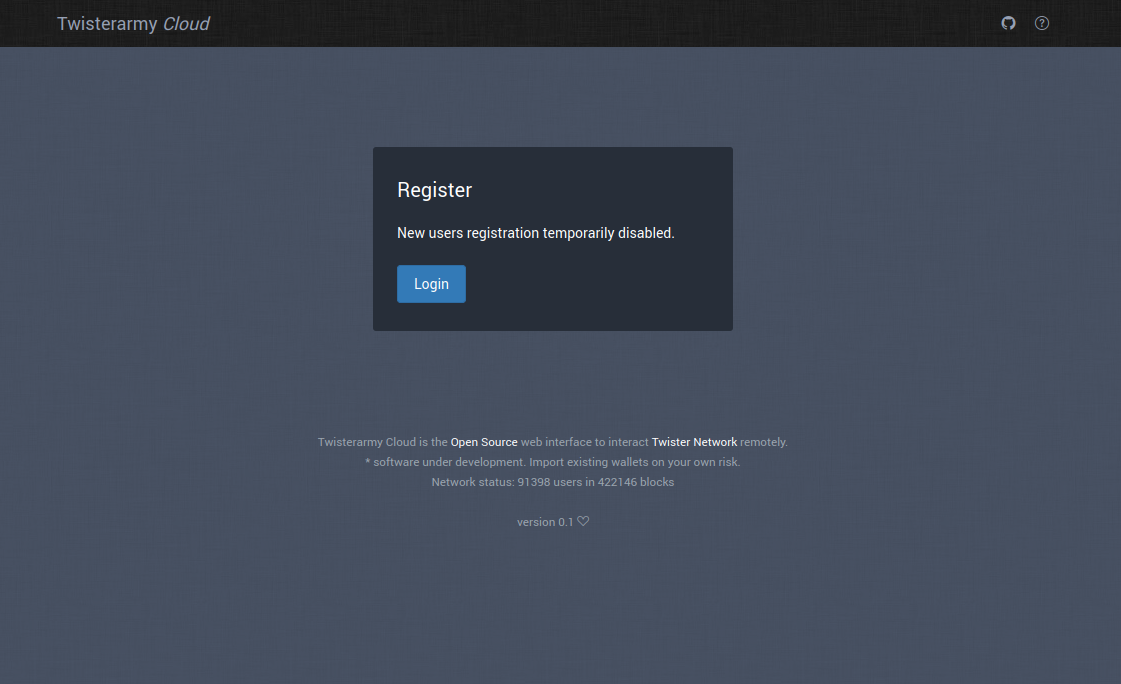 Twisterarmy Cloud
Register
New users registration temporarily disabled.
Login
Twisterarmy Cloud is the Open Source web interface to interact Twister Network remotely.
* software under development. Import existing wallets on your own risk.
Network status: 91398 users in 422146 blocks
version 0.1